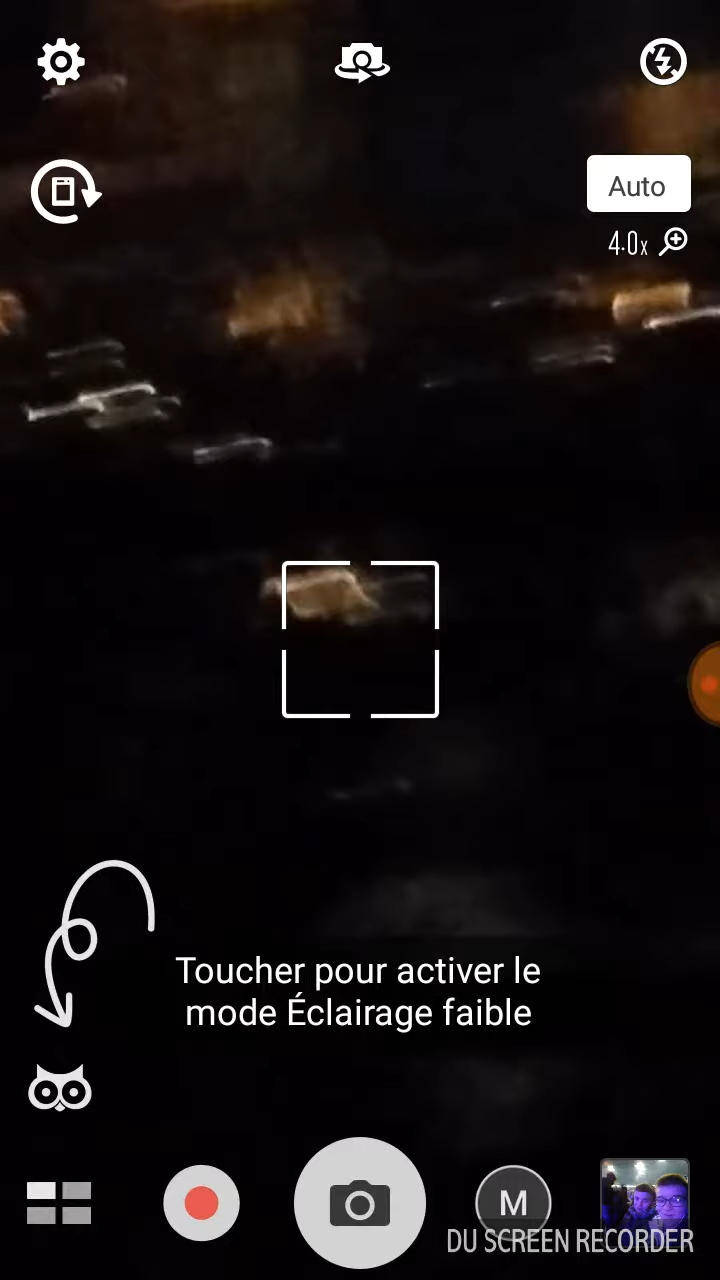 Auto
4.0x
Toucher pour activer le
mode Éclairage faible
M
DU SCREEN RECORDER